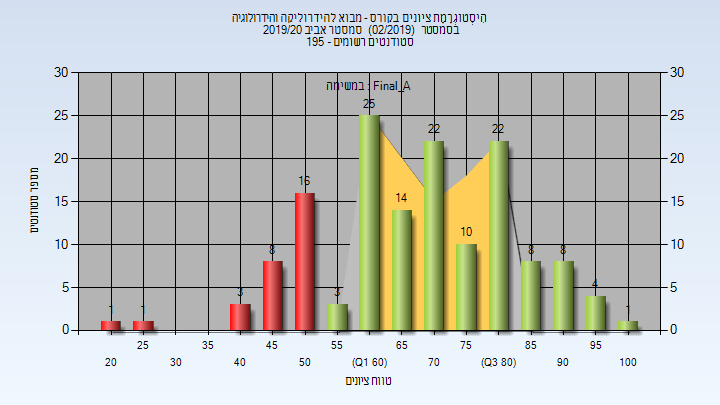 היסטוגרמת ציונים בקורס - מבוא להידרוליקה והידרולוגיה
בסמסטר (02/2019) סמסטר אביב 2019/20
סטודנטים רשומים - 195
במשימה : Final_A
מספר סטודנטים
30 30
25 25
20 20
15 15
10 10
5 5
0 0
1 1 3 8 16 3 25 14 22 10 22 8 8 4 1
25 35 45 55 65 75 85 95
20 30 40 50 (Q1 60) 70 (Q3 80) 90 100
טווח ציונים